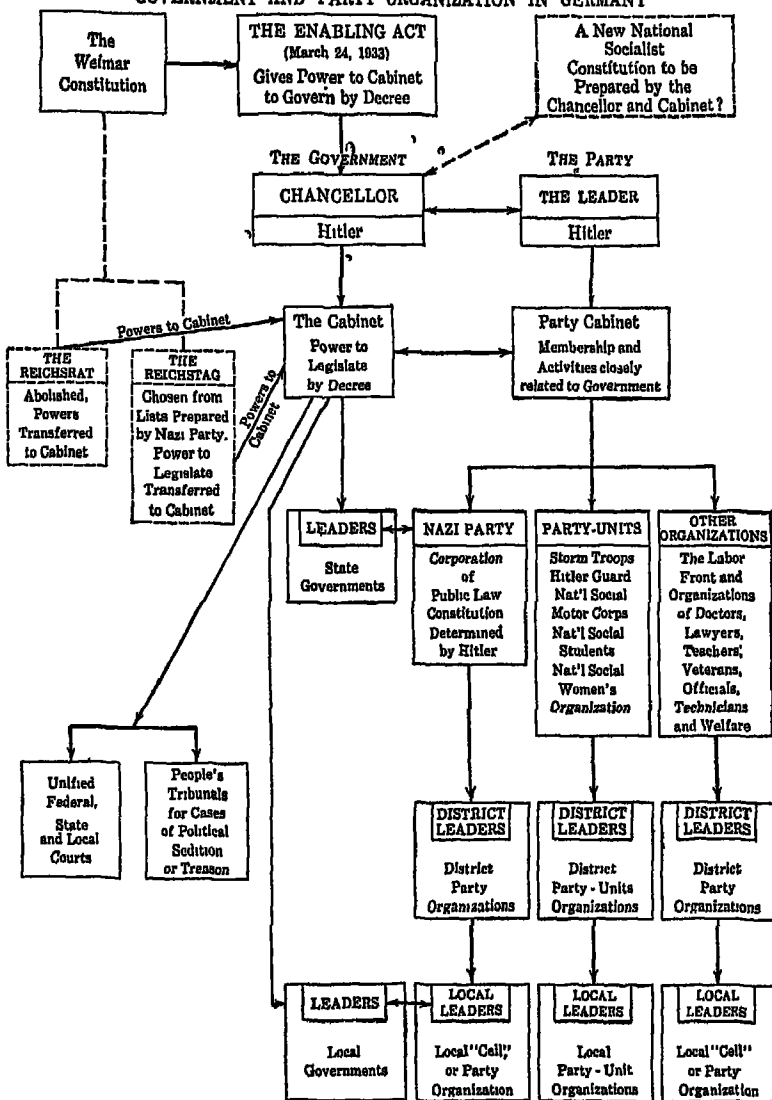 GOVERNMENT AND PARTY ORGANIZATION IN GERMANY
The
Weimar
Constitution
THE ENABLING ACT
(March 24, 1933)
Gives Power to Cabinet
to Govern by Decree
A New National
Socialist
Constitution to be
Prepared by the
Chancellor and Cabinet?
THE GOVERNMENT
CHANCELLOR
Hitler
THE PARTY
THE LEADER
Hitler
Powers to Cabinet
THE
REICHSRAT
Abolished,
Powers
Transferred
to Cabinet
THE
REICHSTAG
Chosen from
Lists Prepared
by Nazi Party.
Power to
Legislate
Transferred
to Cabinet
Powers to
Cabinet
The Cabinet
Power to
Legislate
by Decree
Party Cabinet
Membership and
Activities closely
related to Government
LEADERS
State
Governments
NAZI PARTY
Corporation
of
Public Law
Constitution
Determined
by Hitler
PARTY-UNITS
Storm Troops
Hitler Guard
Nat'l Social
Motor Corps
Nat'l Social
Students
Nat'l Social
Women's
Organization
OTHER
ORGANIZATIONS
The Labor
Front and
Organizations
of Doctors,
Lawyers,
Teachers,
Veterans,
Officials,
Technicians
and Welfare
Unified
Federal,
State
and Local
Courts
People's
Tribunals
for Cases
of Political
Sedition
or Treason
DISTRICT
LEADERS
District
Party
Organizations
DISTRICT
LEADERS
District
Party-Units
Organizations
DISTRICT
LEADERS
District
Party
Organizations
LEADERS
Local
Governments
LOCAL
LEADERS
Local "Cell,"
or Party
Organization
LOCAL
LEADERS
Local
Party-Unit
Organizations
LOCAL
LEADERS
Local "Cell"
or Party
Organization